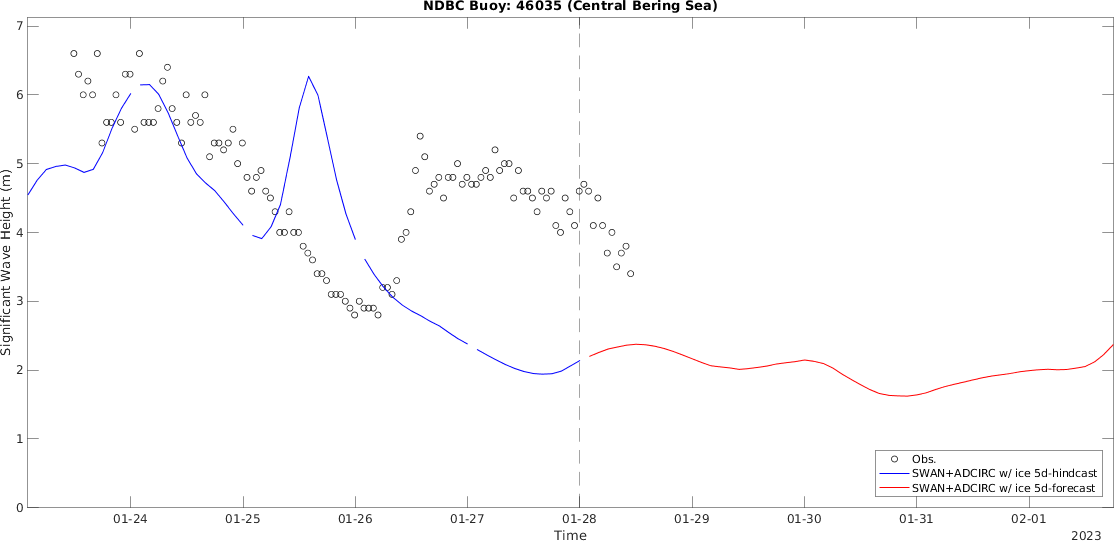 NDBC Buoy: 46035 (Central Bering Sea)
7
6
5
4
3
2
1
0
Significant Wave Height (m)
Obs.
SWAN+ADCIRC w/ ice 5d-hindcast
SWAN+ADCIRC w/ ice 5d-forecast
01-24 01-25 01-26 01-27 01-28 01-29 01-30 01-31 02-01
Time
2023